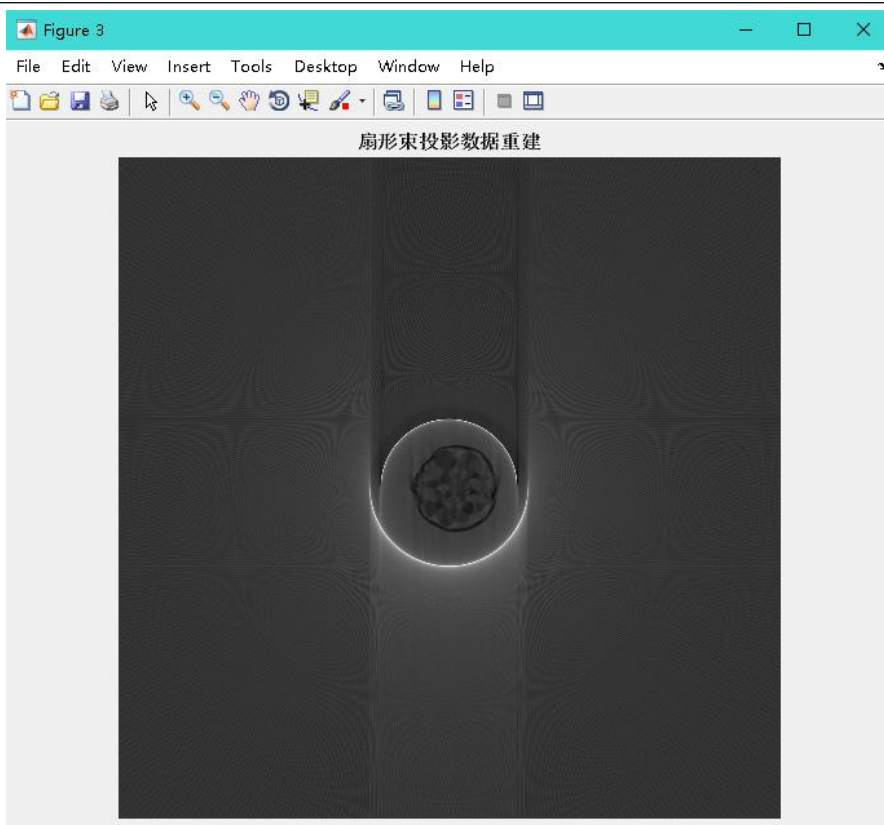 Figure 3
File Edit View Insert Tools Desktop Window Help
扇形束投影数据重建